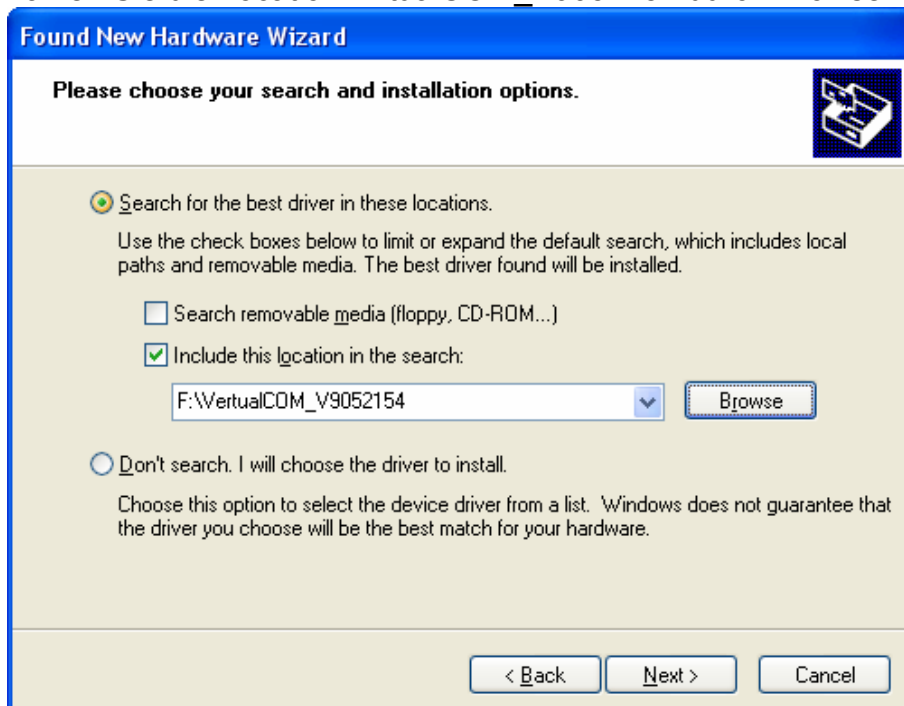 Found New Hardware Wizard
Please choose your search and installation options.
Search for the best driver in these locations.
Use the check boxes below to limit or expand the default search, which includes local
paths and removable media. The best driver found will be installed.
Search removable media (floppy, CD-ROM...)
Include this location in the search:
F:\VertualCOM_V9052154
Browse
Don't search. I will choose the driver to install.
Choose this option to select the device driver from a list. Windows does not guarantee that
the driver you choose will be the best match for your hardware.
< Back
Next >
Cancel